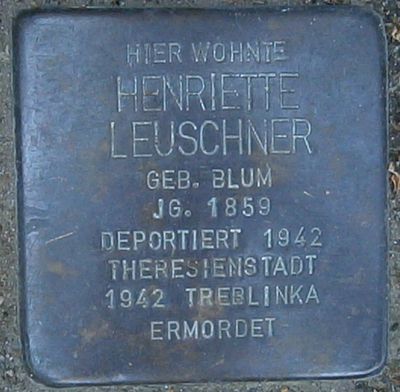 HIER WOHNTE
HENRIETTE
LEUSCHNER
GEB. BLUM
JG. 1859
DEPORTIERT 1942
THERESIENSTADT
1942 TREBLINKA
ERMORDET